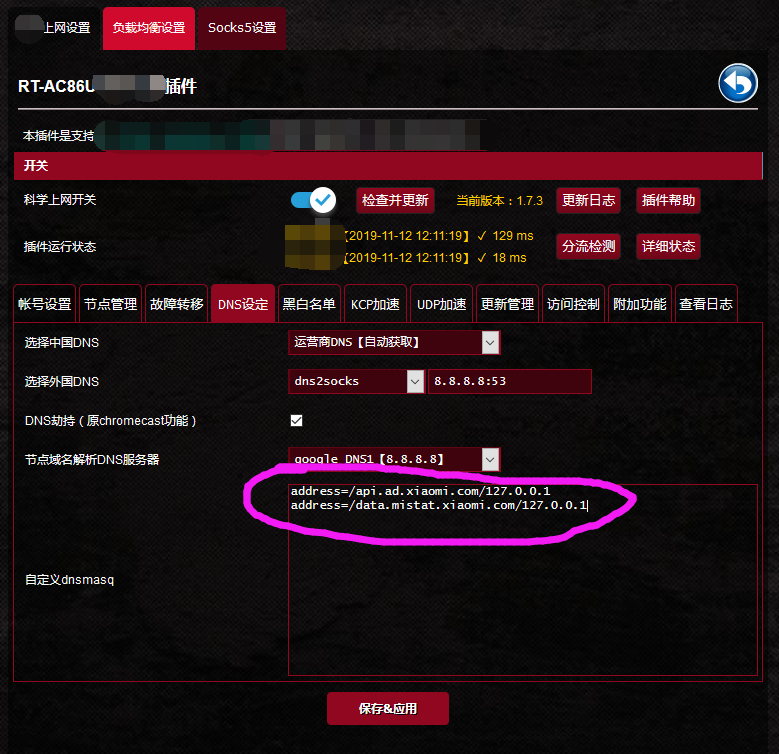 上网设置 负载均衡设置 Socks5设置
RT-AC86U 插件
本插件是支持
开关
科学上网开关 检查并更新 当前版本：1.7.3 更新日志 插件帮助
【2019-11-12 12:11:19】 ✓ 129 ms
插件运行状态 分流检测 详细状态
【2019-11-12 12:11:19】 ✓ 18 ms
帐号设置 节点管理 故障转移 DNS设定 黑白名单 KCP加速 UDP加速 更新管理 访问控制 附加功能 查看日志
选择中国DNS 运营商DNS【自动获取】
选择外国DNS dns2socks 8.8.8.8:53
DNS劫持（原chromecast功能）
节点域名解析DNS服务器 google DNS1【8.8.8.8】
address=/api.ad.xiaomi.com/127.0.0.1
address=/data.mistat.xiaomi.com/127.0.0.1
自定义dnsmasq
保存&应用